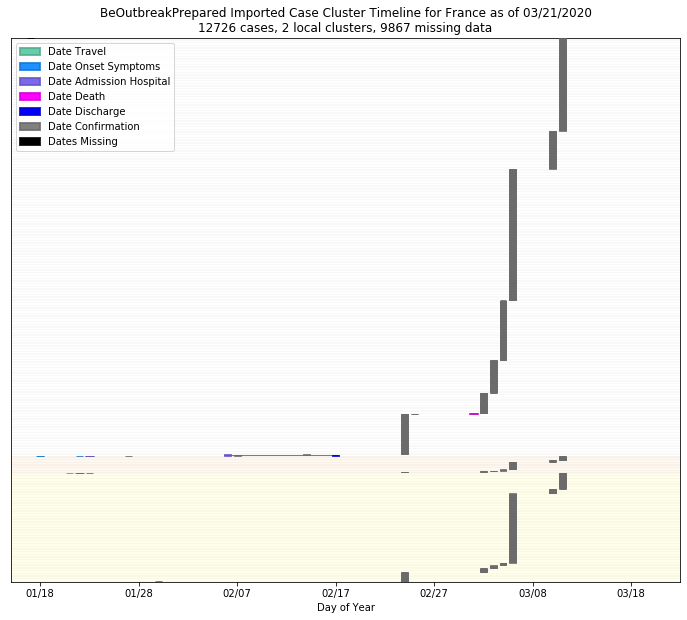 BeOutbreakPrepared Imported Case Cluster Timeline for France as of 03/21/2020
12726 cases, 2 local clusters, 9867 missing data
Date Travel
Date Onset Symptoms
Date Admission Hospital
Date Death
Date Discharge
Date Confirmation
Dates Missing
01/18 01/28 02/07 02/17 02/27 03/08 03/18
Day of Year